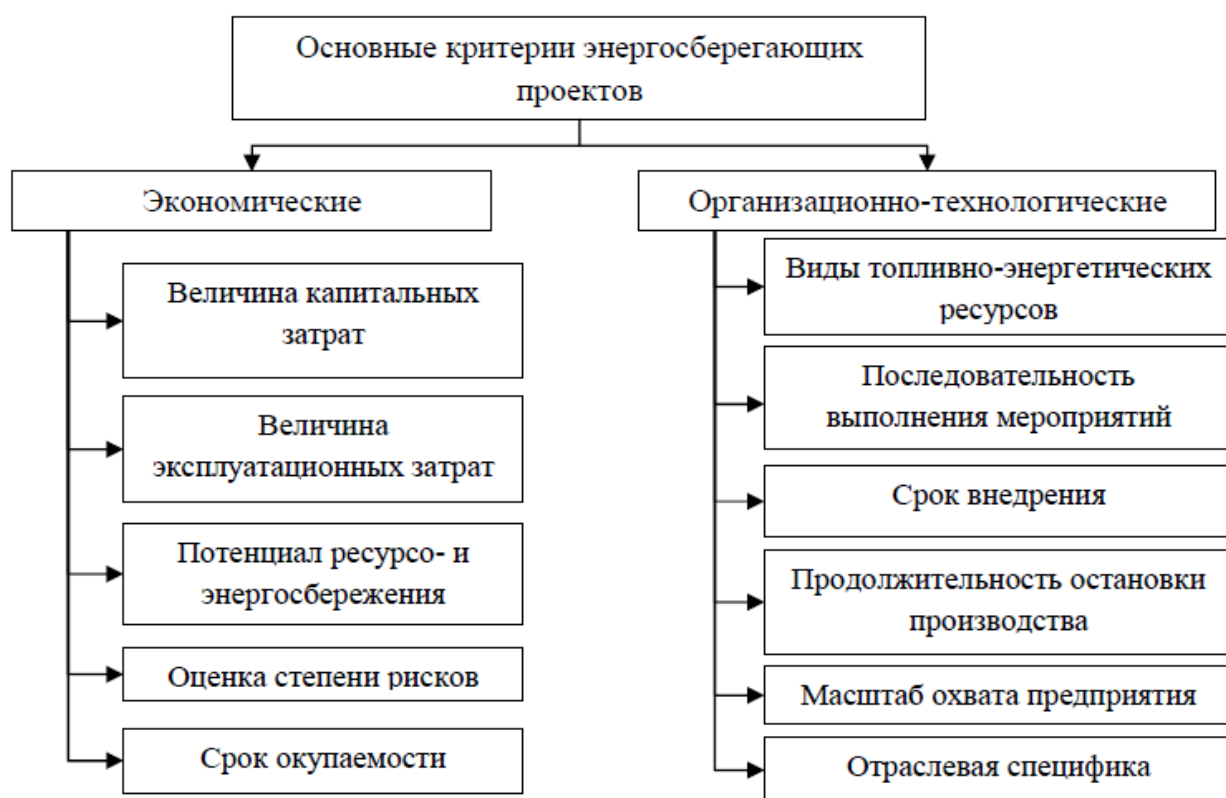 Основные критерии энергосберегающих
проектов
Экономические
Величина капитальных
затрат
Величина
эксплуатационных затрат
Потенциал ресурсо- и
энергосбережения
Оценка степени рисков
Срок окупаемости
Организационно-технологические
Виды топливно-энергетических
ресурсов
Последовательность
выполнения мероприятий
Срок внедрения
Продолжительность остановки
производства
Масштаб охвата предприятия
Отраслевая специфика